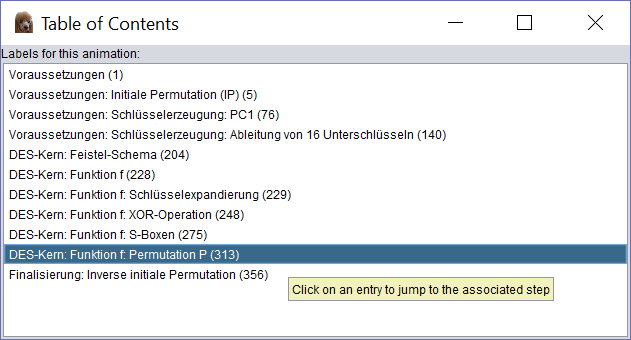 Table of Contents
Labels for this animation:
Voraussetzungen (1)
Voraussetzungen: Initiale Permutation (IP) (5)
Voraussetzungen: Schlüsselerzeugung: PC1 (76)
Voraussetzungen: Schlüsselerzeugung: Ableitung von 16 Unterschlüsseln (140)
DES-Kern: Feistel-Schema (204)
DES-Kern: Funktion f (228)
DES-Kern: Funktion f: Schlüsselexpandierung (229)
DES-Kern: Funktion f: XOR-Operation (248)
DES-Kern: Funktion f: S-Boxen (275)
DES-Kern: Funktion f: Permutation P (313)
Finalisierung: Inverse initiale Permutation (356)
Click on an entry to jump to the associated step